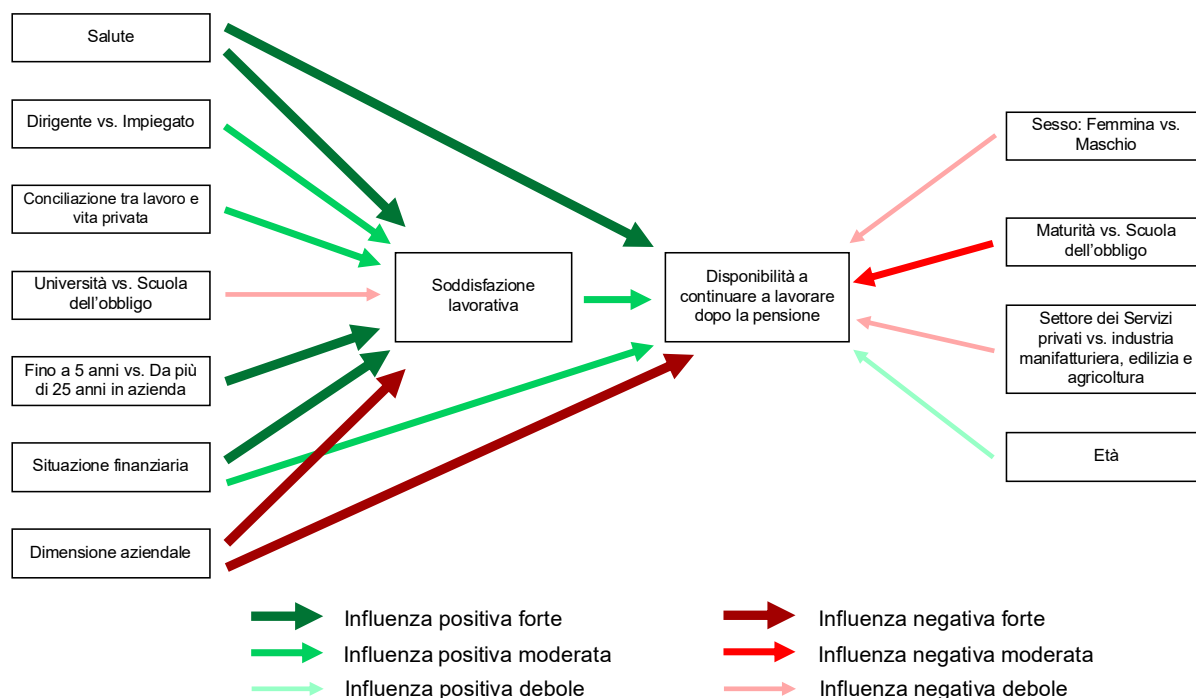 Salute
Dirigente vs. Impiegato
Conciliazione tra lavoro e
vita privata
Università vs. Scuola
dell’obbligo
Fino a 5 anni vs. Da più
di 25 anni in azienda
Situazione finanziaria
Dimensione aziendale
Soddisfazione
lavorativa
Disponibilità a
continuare a lavorare
dopo la pensione
Sesso: Femmina vs.
Maschio
Maturità vs. Scuola
dell’obbligo
Settore dei Servizi
privati vs. industria
manifatturiera, edilizia e
agricoltura
Età
Influenza positiva forte
Influenza positiva moderata
Influenza positiva debole
Influenza negativa forte
Influenza negativa moderata
Influenza negativa debole